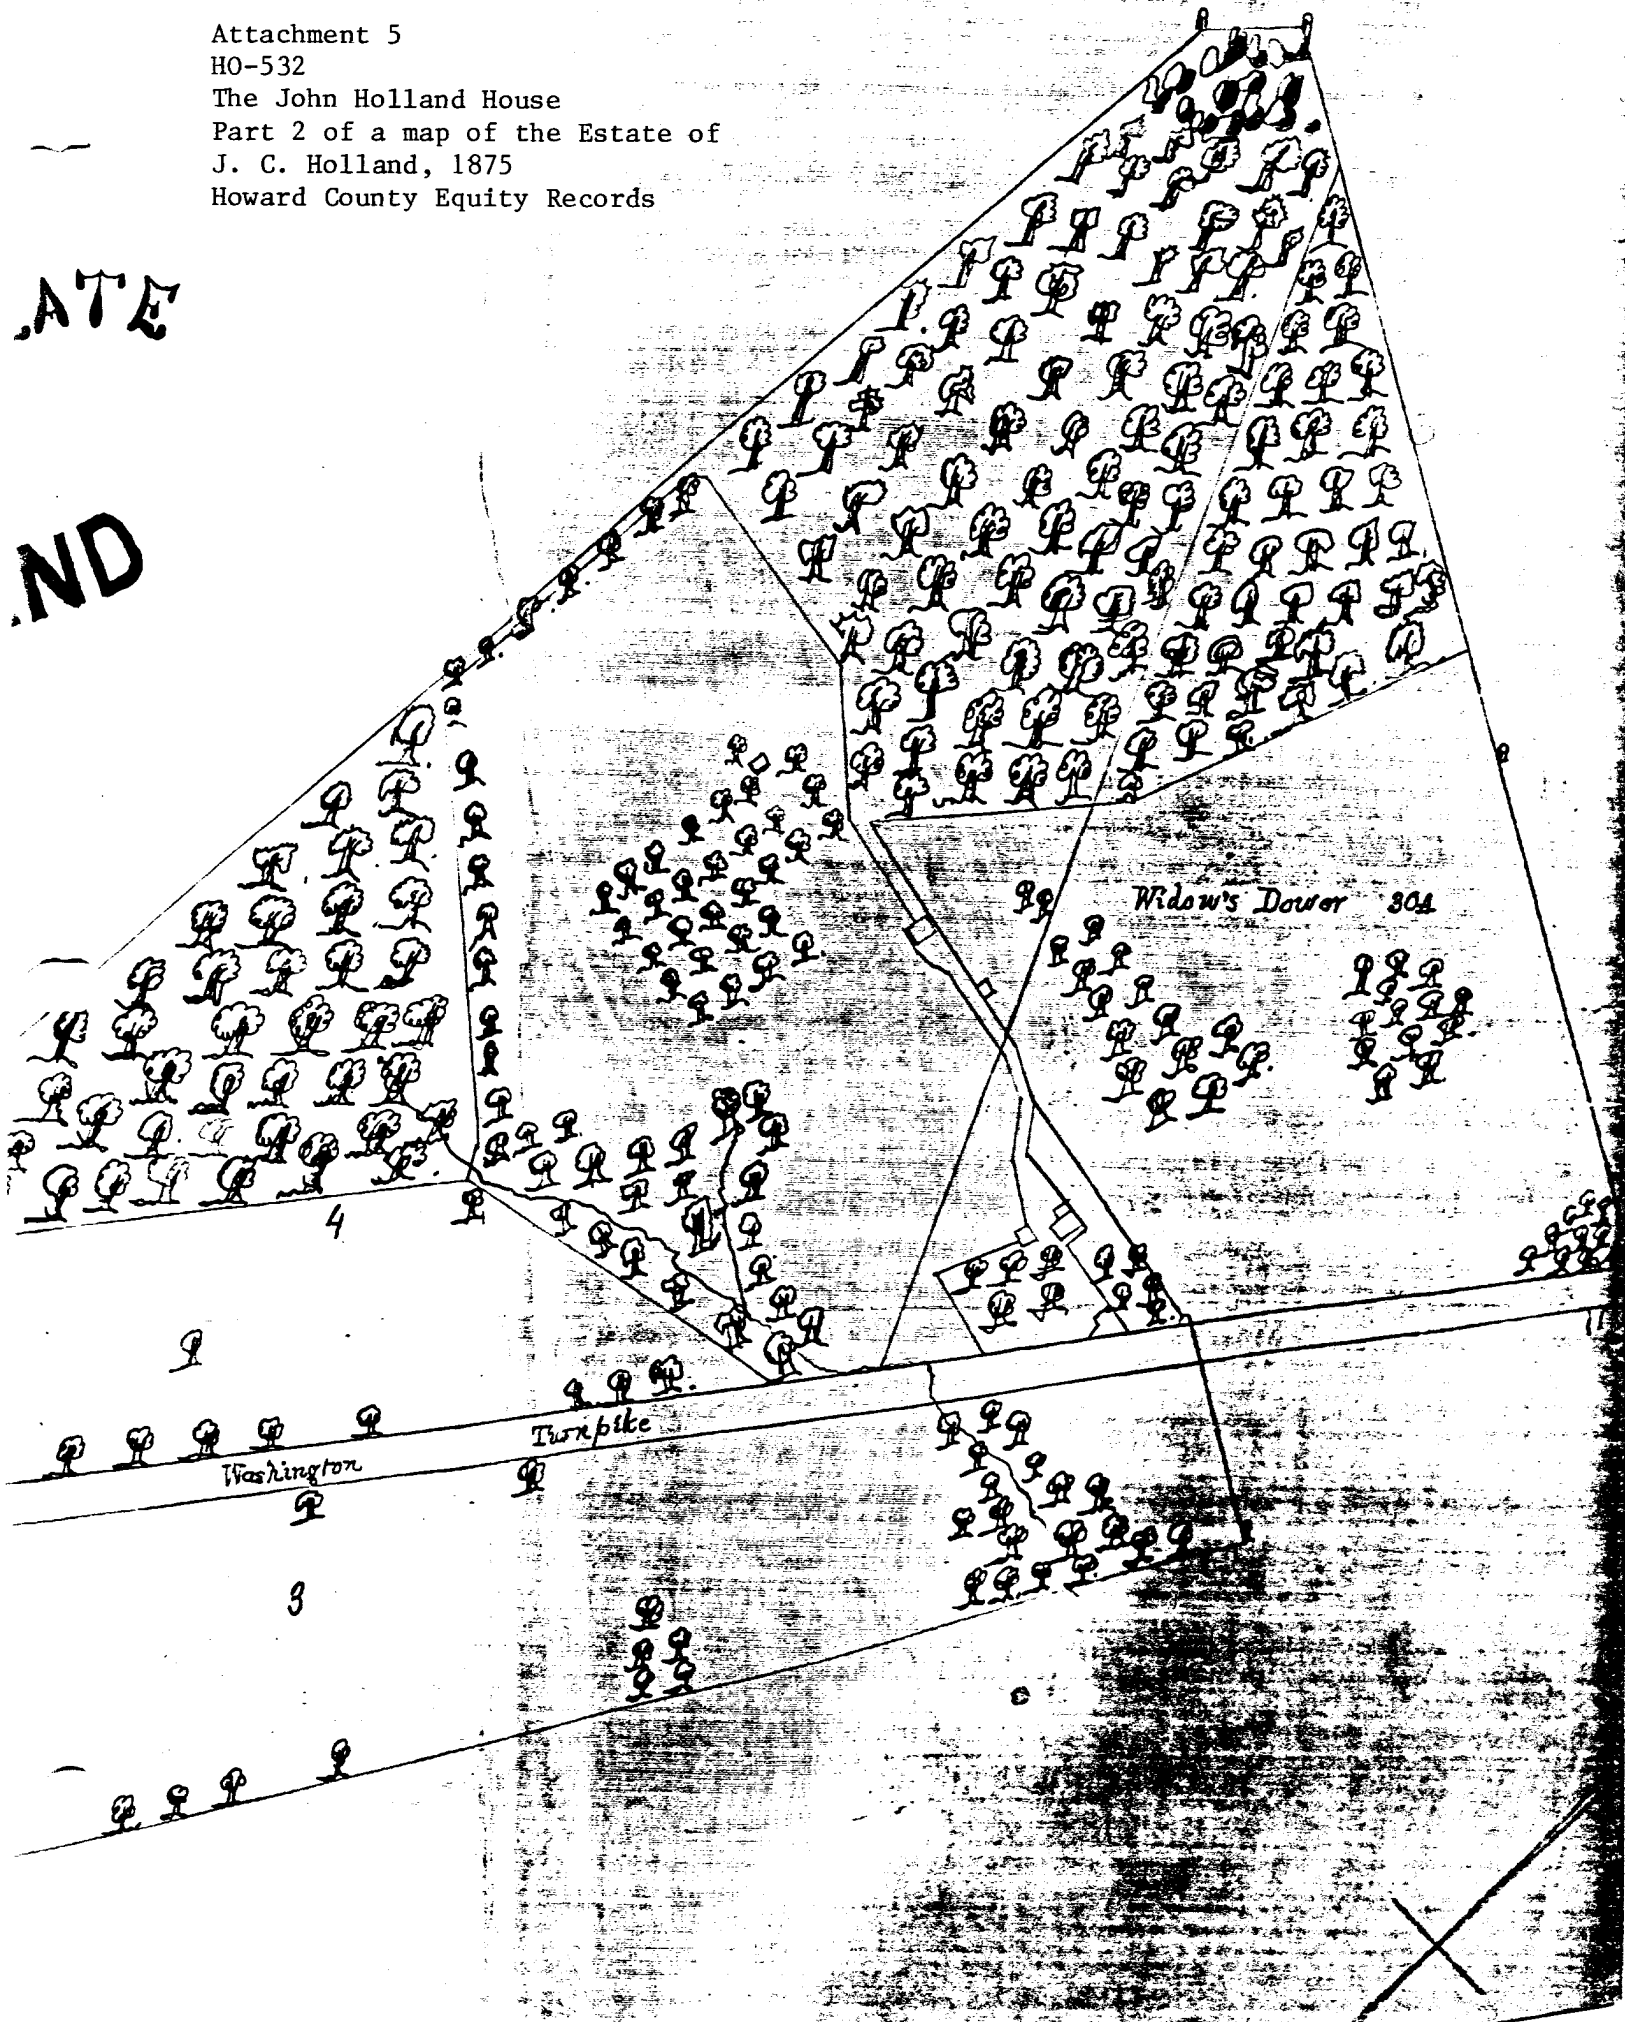 Attachment 5
HO-532
The John Holland House
Part 2 of a map of the Estate of
J. C. Holland, 1875
Howard County Equity Records
ATE
ND
Widow's Dower 30A
4
Turnpike
Washington
3